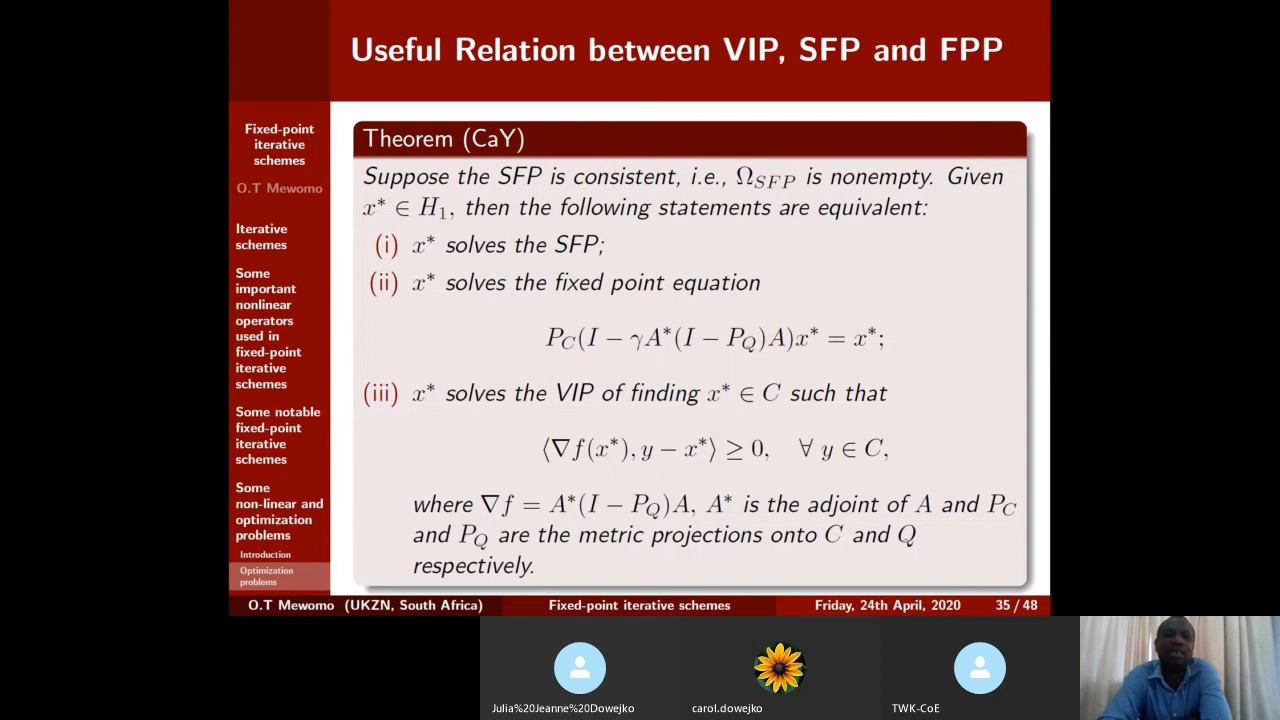 Useful Relation between VIP, SFP and FPP
Fixed-point
iterative
schemes
O.T Mewomo
Iterative
schemes
Some
important
nonlinear
operators
used in
fixed-point
iterative
schemes
Some notable
fixed-point
iterative
schemes
Some
non-linear and
optimization
problems
Introduction
Optimization
problems
Theorem (CaY)
Suppose the SFP is consistent, i.e., Ω_{SFP} is nonempty. Given
x* ∈ H₁, then the following statements are equivalent:
(i) x* solves the SFP;
(ii) x* solves the fixed point equation
P_C(I − γA*(I − P_Q)A)x* = x*;
(iii) x* solves the VIP of finding x* ∈ C such that
⟨∇f(x*), y − x*⟩ ≥ 0, ∀ y ∈ C,
where ∇f = A*(I − P_Q)A, A* is the adjoint of A and P_C
and P_Q are the metric projections onto C and Q
respectively.
O.T Mewomo (UKZN, South Africa) Fixed-point iterative schemes Friday, 24th April, 2020 35 / 48
Julia%20Jeanne%20Dowejko carol.dowejko TWK-CoE